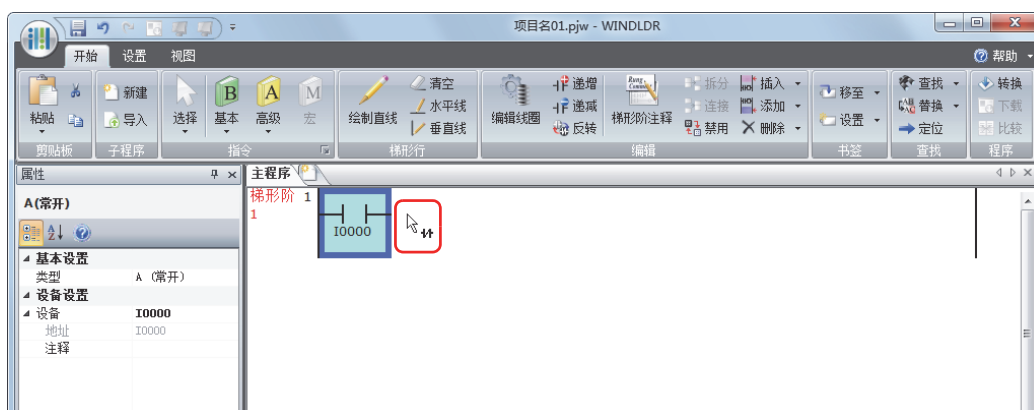 项目名01.pjw - WINDLDR
开始 设置 视图 帮助
粘贴 新建 导入 选择 基本 高级 宏 绘制直线 清空 水平线 垂直线 编辑线圈 递增 递减 反转 梯形阶注释 拆分 连接 禁用 插入 添加 删除 移至 设置 查找 替换 定位 转换 下载 比较
剪贴板 子程序 指令 梯形行 编辑 书签 查找 程序
属性 主程序
A(常开)
梯形阶 1
1
I0000
基本设置
类型 A (常开)
设备设置
设备 I0000
地址 I0000
注释